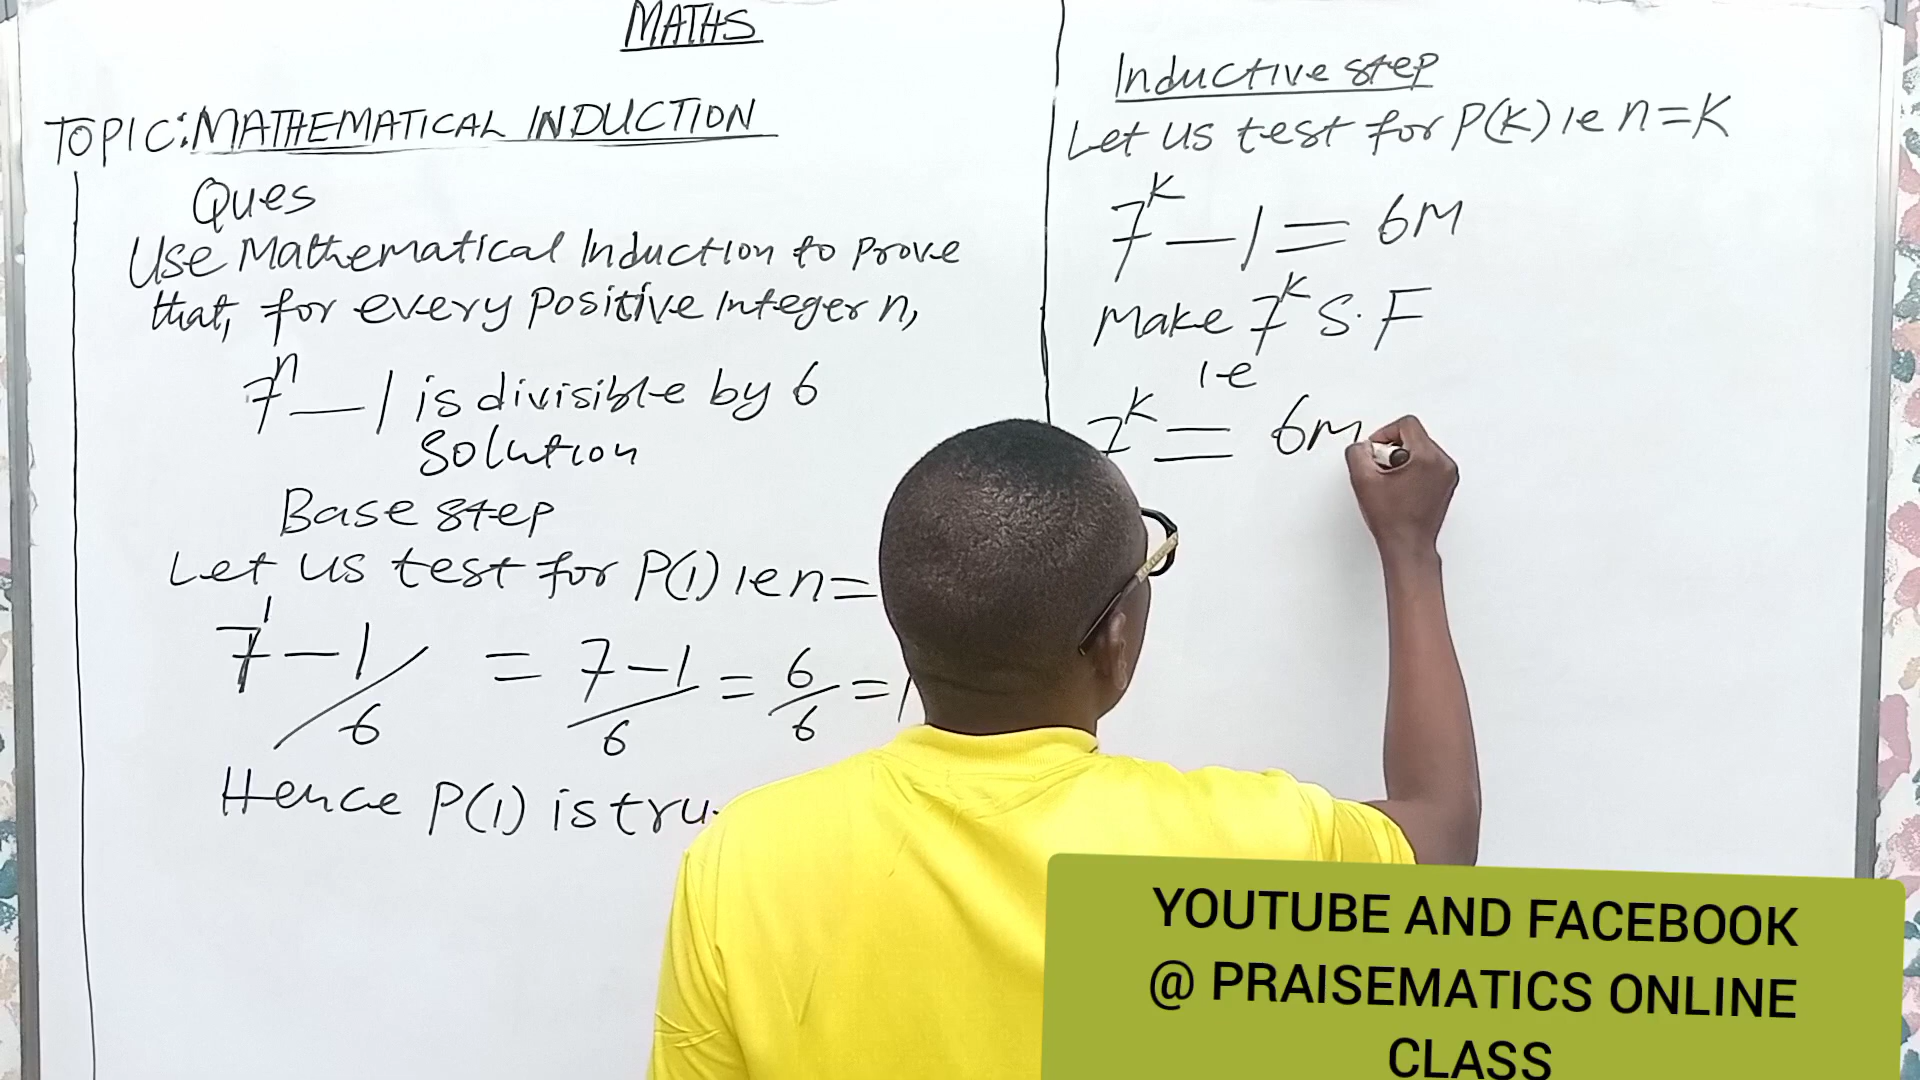 MATHS
TOPIC: MATHEMATICAL INDUCTION
Ques
Use Mathematical Induction to Prove
that, for every Positive Integer n,
7ⁿ — 1 is divisible by 6
Solution
Base step
Let us test for P(1) ie n =
7¹ – 1 / 6 = 7 – 1 / 6 = 6 / 6 = 1
Hence P(1) is tru
Inductive step
Let us test for P(K) ie n = K
7ᴷ — 1 = 6M
Make 7ᴷ S.F
i.e
7ᴷ = 6M
YOUTUBE AND FACEBOOK
@ PRAISEMATICS ONLINE
CLASS